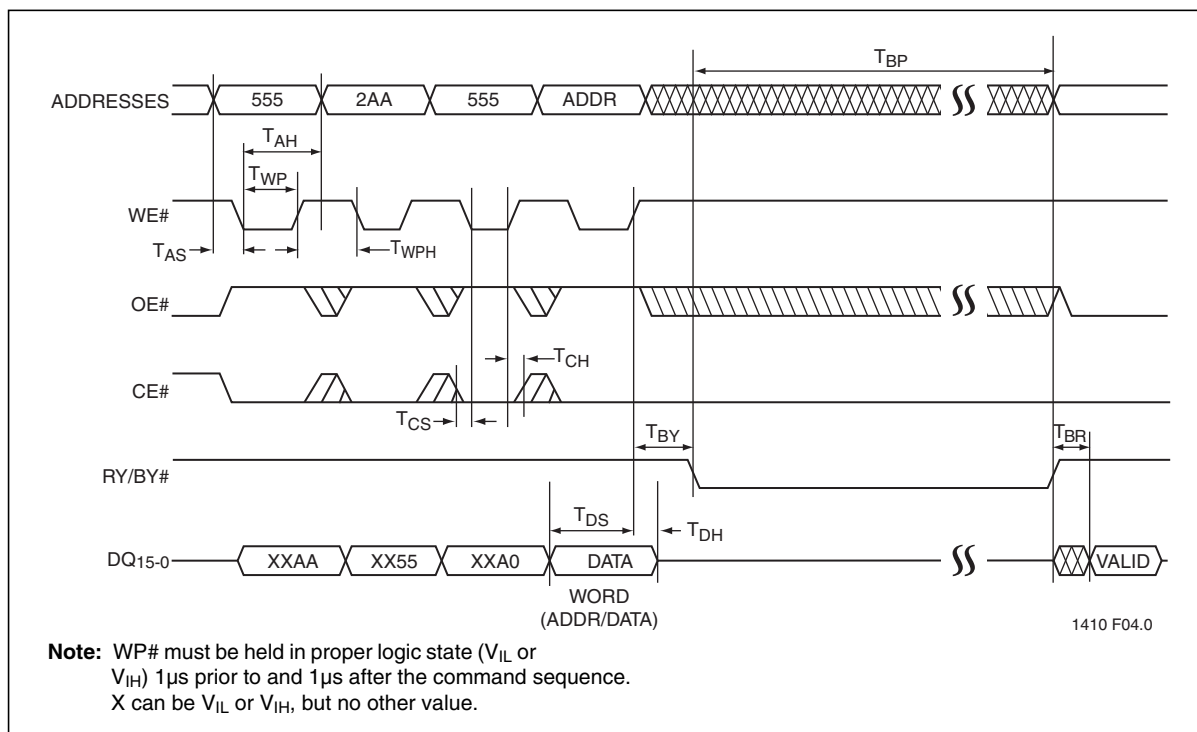 TBP
ADDRESSES 555 2AA 555 ADDR
TAH
TWP
WE#
TAS TWPH
OE#
TCH
CE#
TCS
TBY TBR
RY/BY#
TDS
TDH
DQ15-0 XXAA XX55 XXA0 DATA VALID
WORD
(ADDR/DATA)
1410 F04.0
Note: WP# must be held in proper logic state (VIL or
VIH) 1µs prior to and 1µs after the command sequence.
X can be VIL or VIH, but no other value.